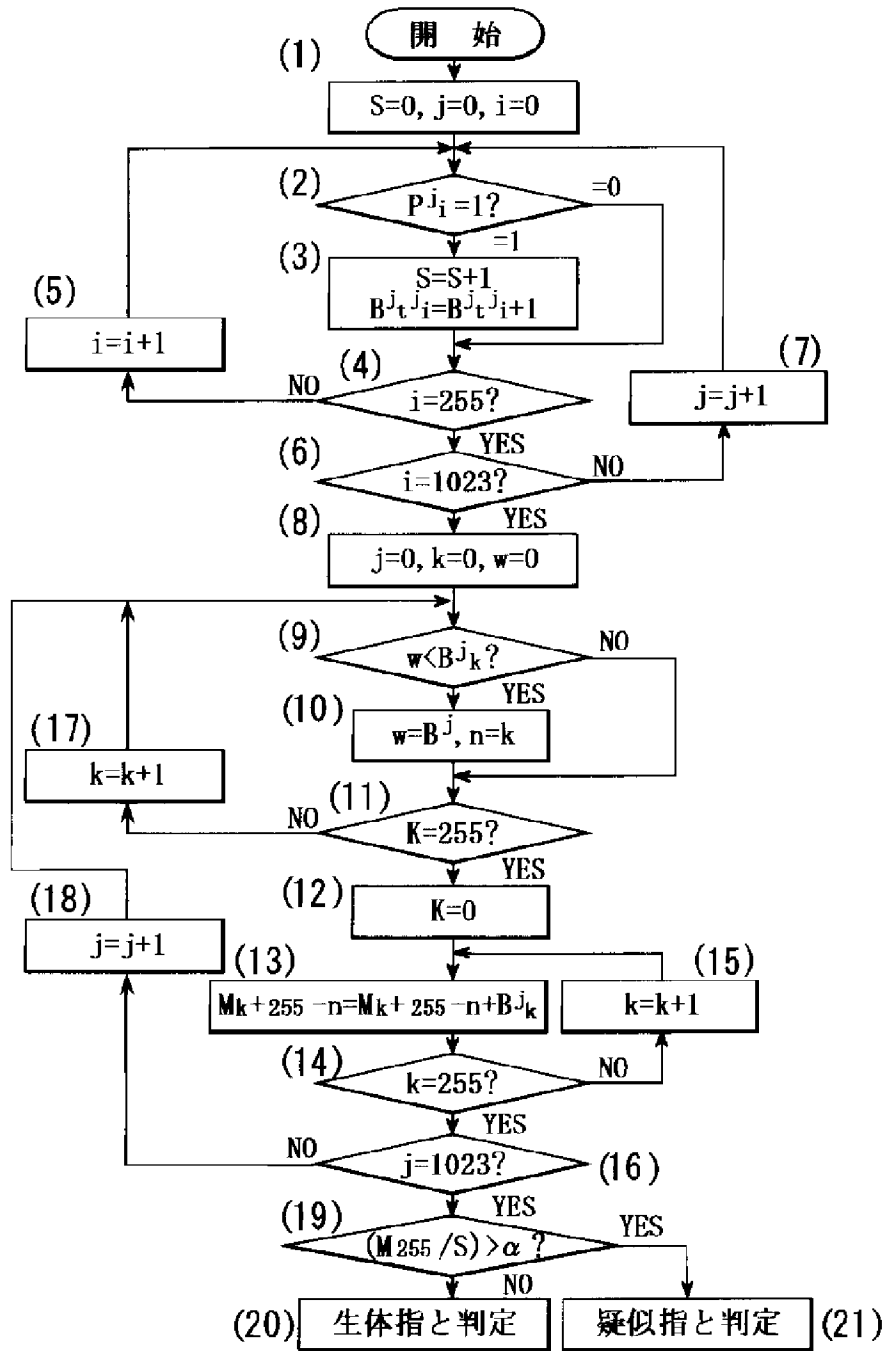 開 始
(1)
S=0, j=0, i=0
(2)
P^j_i=1?
=0
=1
(3)
S=S+1
B^j_t^j_i=B^j_t^j_i+1
(5)
i=i+1
(4)
NO
i=255?
(7)
j=j+1
YES
(6)
i=1023?
NO
YES
(8)
j=0, k=0, w=0
(9)
w<B^j_k?
NO
YES
(10)
w=B^j, n=k
(17)
k=k+1
(11)
NO
K=255?
YES
(12)
K=0
(18)
j=j+1
(13)
M_{k+255-n}=M_{k+255-n}+B^j_k
(15)
k=k+1
(14)
k=255?
NO
YES
NO
j=1023?
(16)
YES
(19)
(M_{255}/S)>α?
YES
NO
(20)
生体指と判定
疑似指と判定
(21)